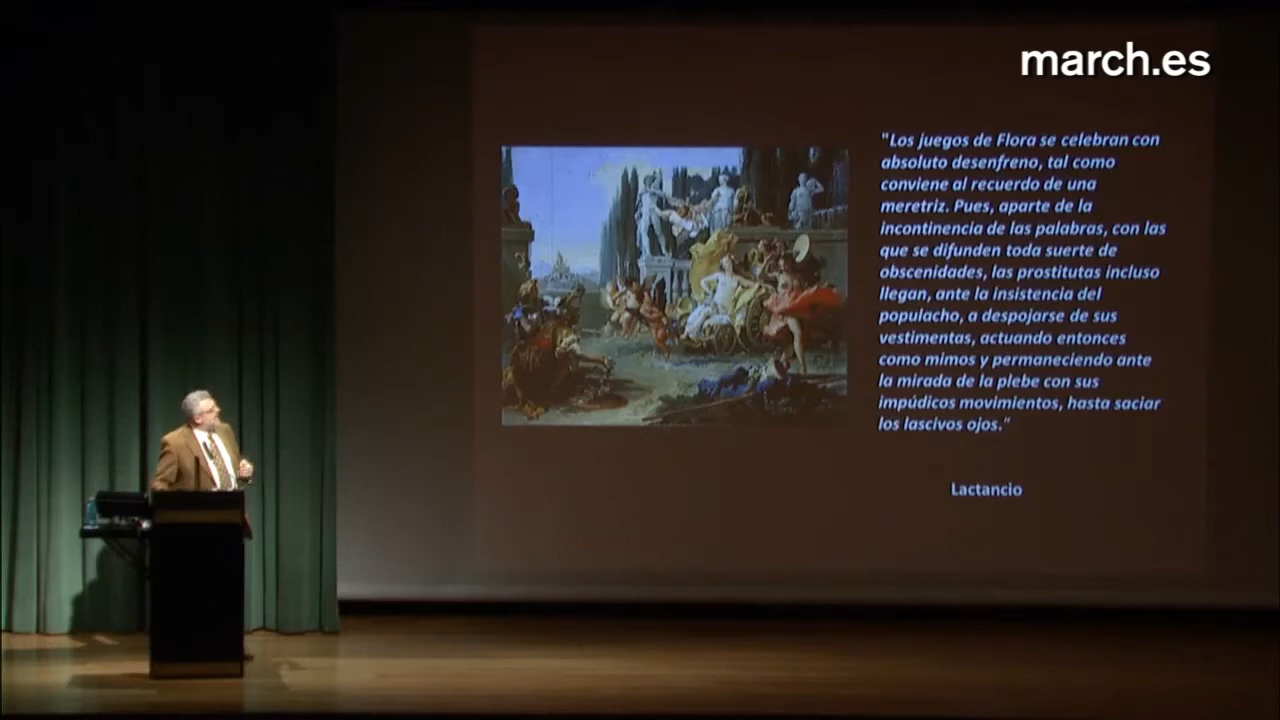 march.es
"Los juegos de Flora se celebran con
absoluto desenfreno, tal como
conviene al recuerdo de una
meretriz. Pues, aparte de la
incontinencia de las palabras, con las
que se difunden toda suerte de
obscenidades, las prostitutas incluso
llegan, ante la insistencia del
populacho, a despojarse de sus
vestimentas, actuando entonces
como mimos y permaneciendo ante
la mirada de la plebe con sus
impúdicos movimientos, hasta saciar
los lascivos ojos."
Lactancio